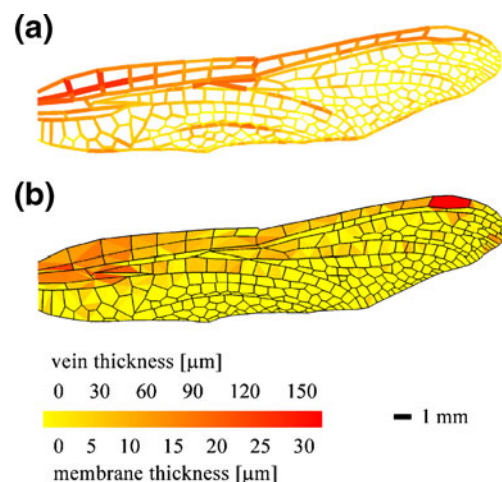 (a)
(b)
vein thickness [μm]
0 30 60 90 120 150
1 mm
0 5 10 15 20 25 30
membrane thickness [μm]